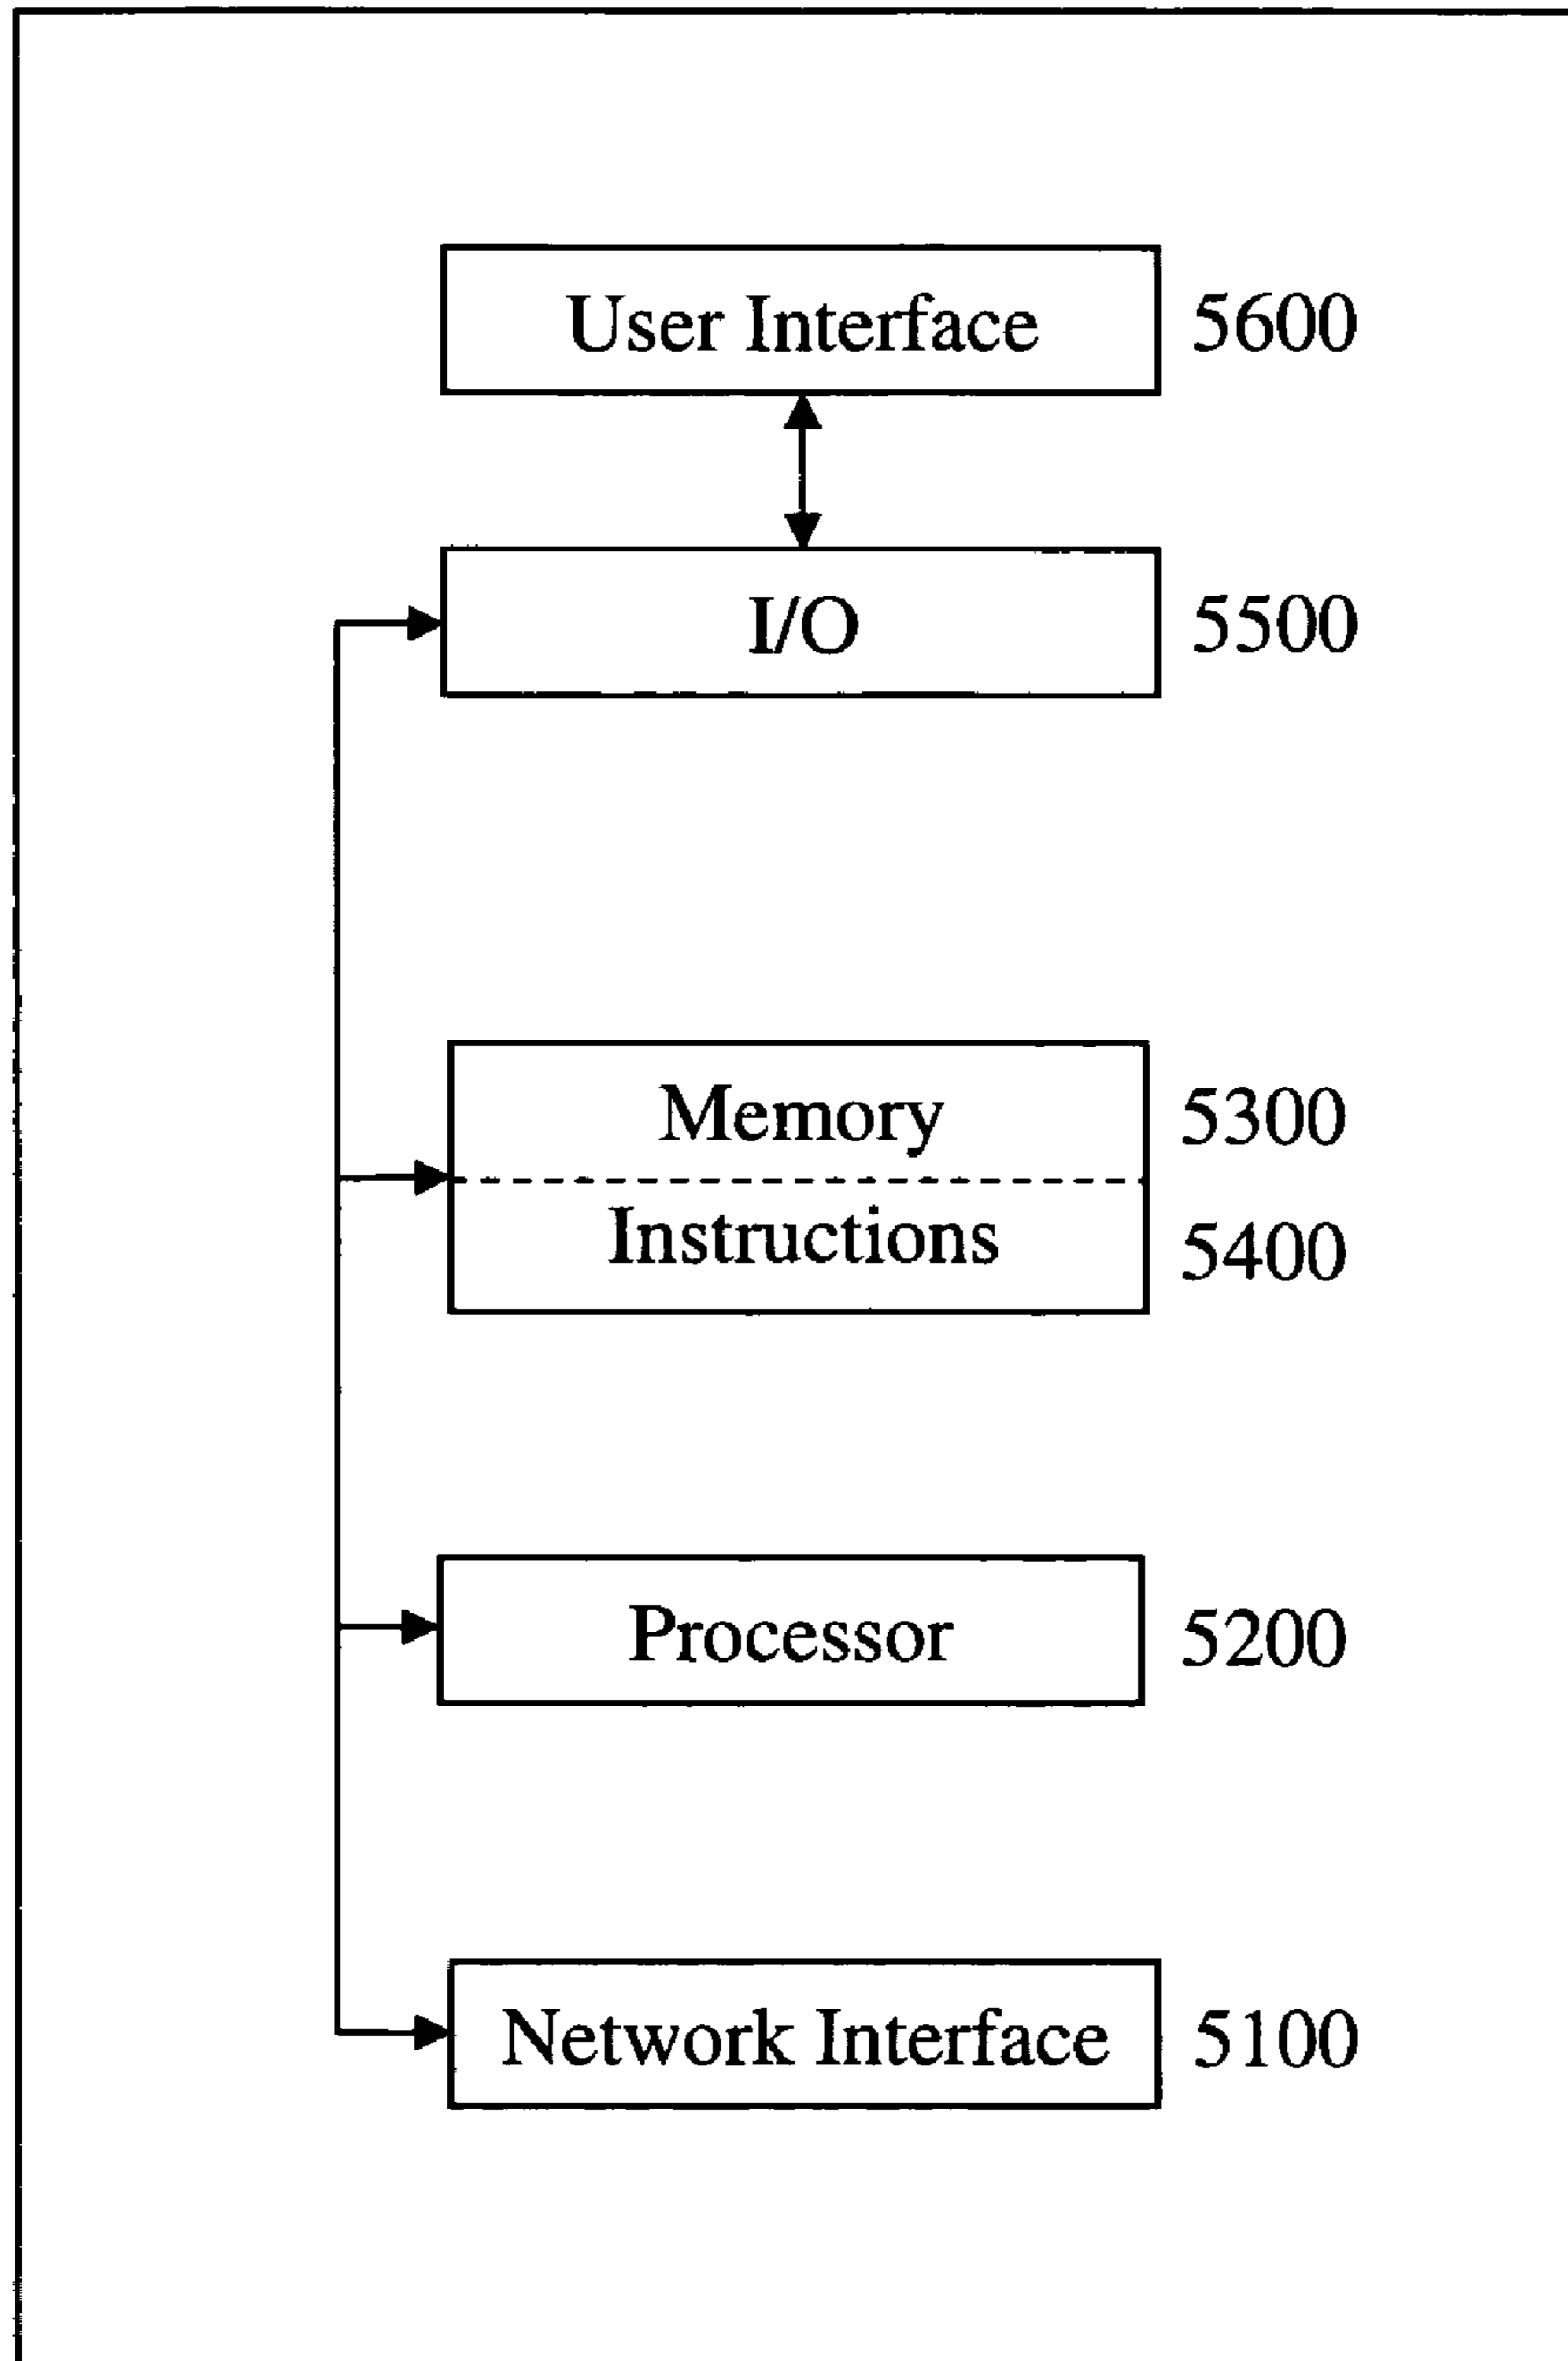 User Interface 5600
I/O 5500
Memory 5300
Instructions 5400
Processor 5200
Network Interface 5100